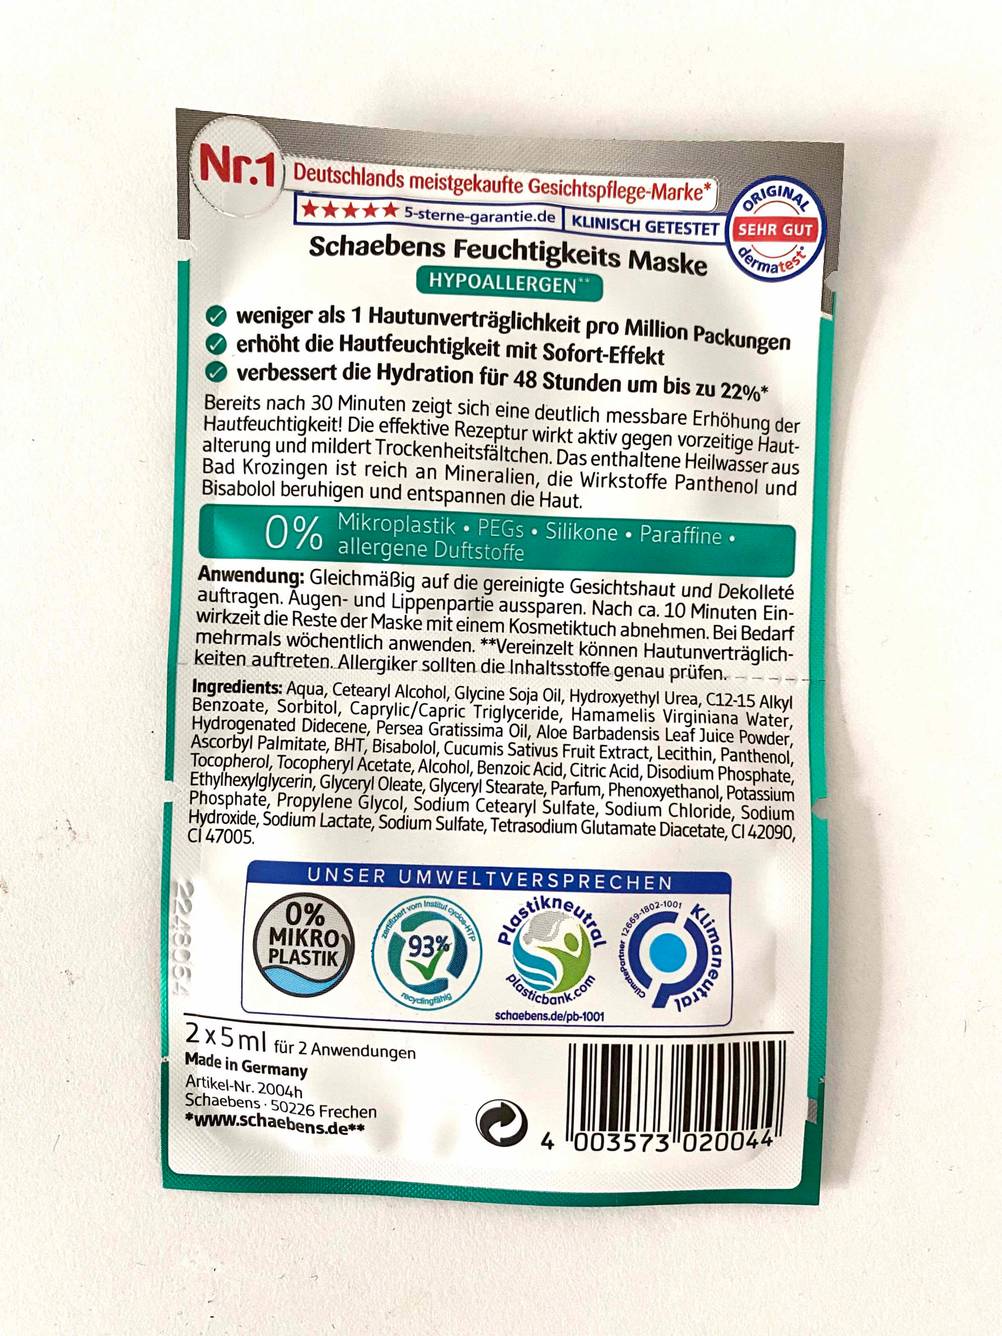 Nr.1
Deutschlands meistgekaufte Gesichtspflege-Marke*
★★★★★ 5-sterne-garantie.de
KLINISCH GETESTET
ORIGINAL
SEHR GUT
dermatest®
Schaebens Feuchtigkeits Maske
HYPOALLERGEN**
weniger als 1 Hautunverträglichkeit pro Million Packungen
erhöht die Hautfeuchtigkeit mit Sofort-Effekt
verbessert die Hydration für 48 Stunden um bis zu 22%*
Bereits nach 30 Minuten zeigt sich eine deutlich messbare Erhöhung der
Hautfeuchtigkeit! Die effektive Rezeptur wirkt aktiv gegen vorzeitige Haut-
alterung und mildert Trockenheitsfältchen. Das enthaltene Heilwasser aus
Bad Krozingen ist reich an Mineralien, die Wirkstoffe Panthenol und
Bisabolol beruhigen und entspannen die Haut.
0% Mikroplastik • PEGs • Silikone • Paraffine •
allergene Duftstoffe
Anwendung: Gleichmäßig auf die gereinigte Gesichtshaut und Dekolleté
auftragen. Augen- und Lippenpartie aussparen. Nach ca. 10 Minuten Ein-
wirkzeit die Reste der Maske mit einem Kosmetiktuch abnehmen. Bei Bedarf
mehrmals wöchentlich anwenden. **Vereinzelt können Hautunverträglich-
keiten auftreten. Allergiker sollten die Inhaltsstoffe genau prüfen.
Ingredients: Aqua, Cetearyl Alcohol, Glycine Soja Oil, Hydroxyethyl Urea, C12-15 Alkyl
Benzoate, Sorbitol, Caprylic/Capric Triglyceride, Hamamelis Virginiana Water,
Hydrogenated Didecene, Persea Gratissima Oil, Aloe Barbadensis Leaf Juice Powder,
Ascorbyl Palmitate, BHT, Bisabolol, Cucumis Sativus Fruit Extract, Lecithin, Panthenol,
Tocopherol, Tocopheryl Acetate, Alcohol, Benzoic Acid, Citric Acid, Disodium Phosphate,
Ethylhexylglycerin, Glyceryl Oleate, Glyceryl Stearate, Parfum, Phenoxyethanol, Potassium
Phosphate, Propylene Glycol, Sodium Cetearyl Sulfate, Sodium Chloride, Sodium
Hydroxide, Sodium Lactate, Sodium Sulfate, Tetrasodium Glutamate Diacetate, CI 42090,
CI 47005.
UNSER UMWELTVERSPRECHEN
0%
MIKRO
PLASTIK
zertifiziert vom Institut cyclos-HTP
93%
recyclingfähig
Plastikneutral
plasticbank.com
schaebens.de/pb-1001
ClimatePartner 12669-1802-1001
Klimaneutral
2 x 5 ml für 2 Anwendungen
Made in Germany
Artikel-Nr. 2004h
Schaebens · 50226 Frechen
*www.schaebens.de**
4 003573 020044